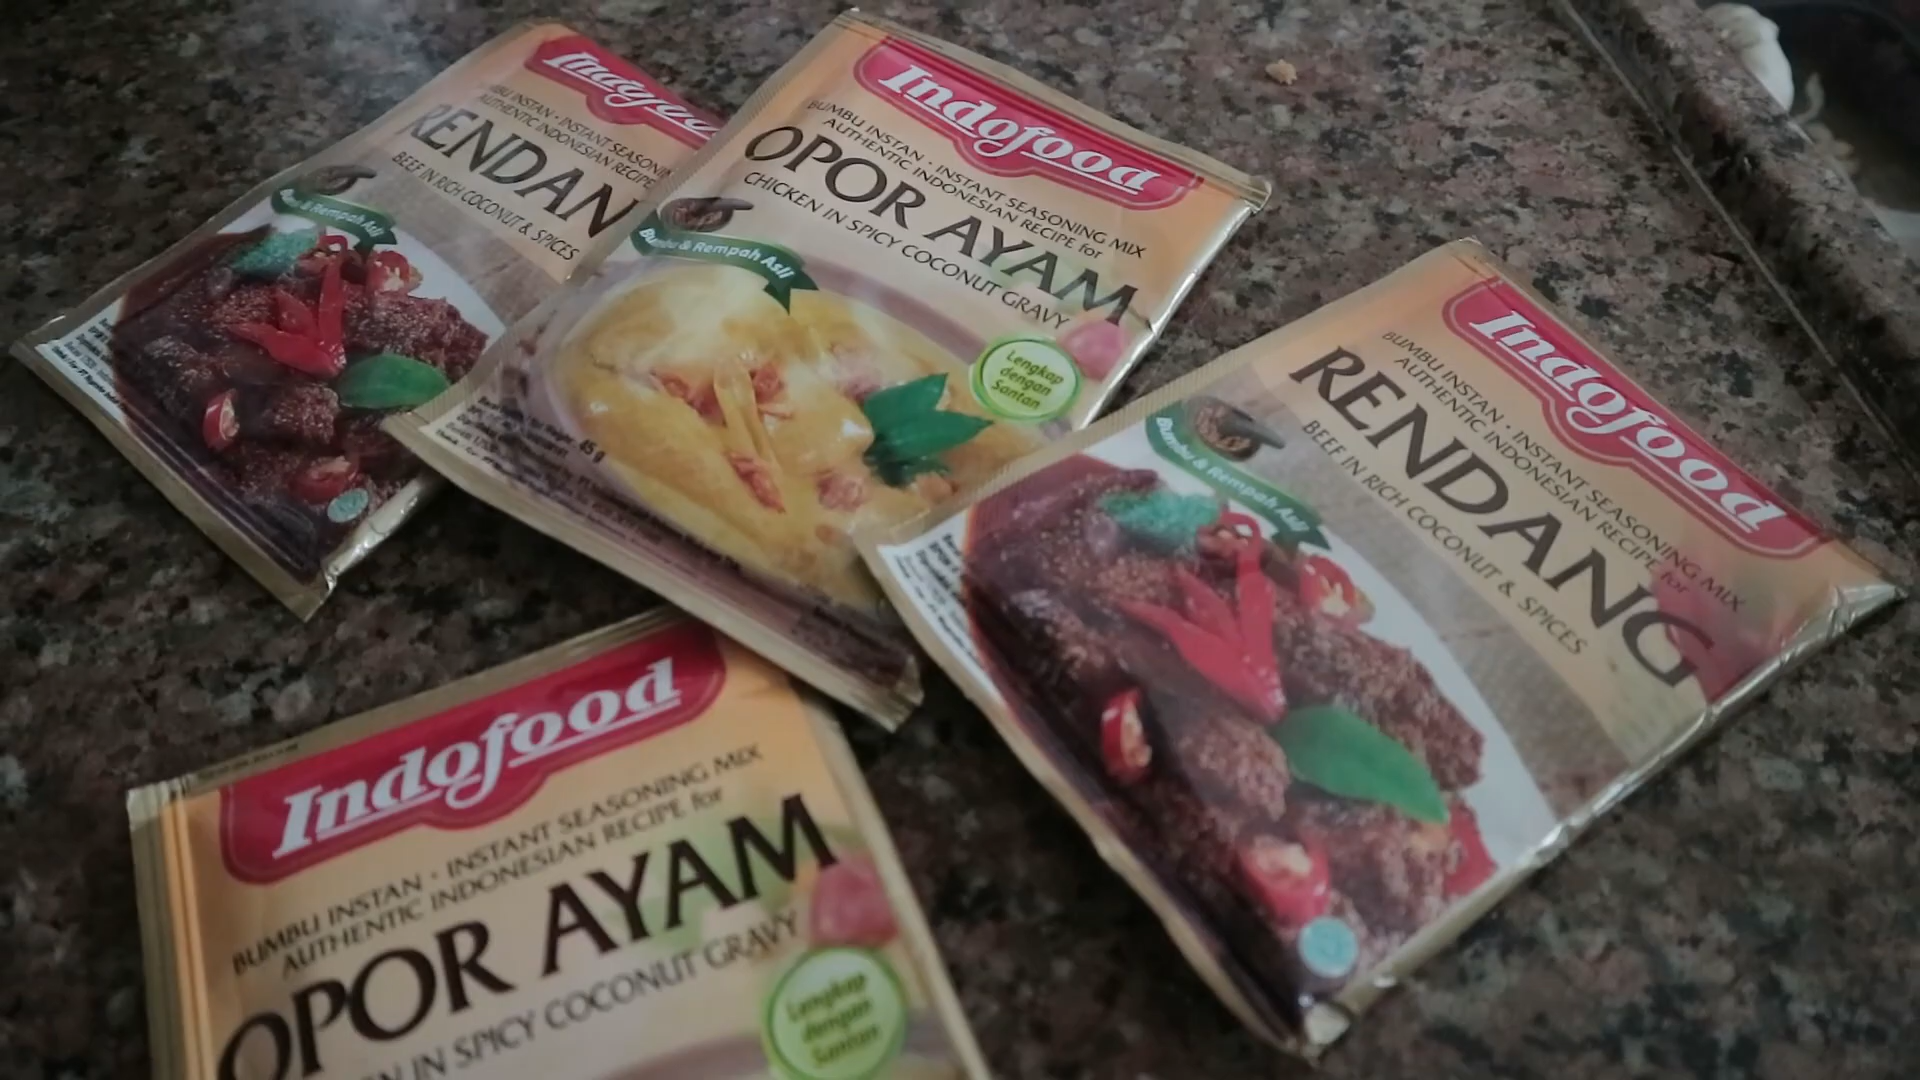 Indofood
BUMBU INSTAN · INSTANT SEASONING
AUTHENTIC INDONESIAN RECIPE
RENDAN
BEEF IN RICH COCONUT & SPICES
& Rempah Asli
Indofood
BUMBU INSTAN · INSTANT SEASONING MIX
AUTHENTIC INDONESIAN RECIPE for
OPOR AYAM
CHICKEN IN SPICY COCONUT GRAVY
Bumbu & Rempah Asli
Lengkap
dengan
Santan
45 g
Indofood
BUMBU INSTAN · INSTANT SEASONING MIX
AUTHENTIC INDONESIAN RECIPE for
RENDANG
BEEF IN RICH COCONUT & SPICES
Bumbu & Rempah Asli
Indofood
BUMBU INSTAN · INSTANT SEASONING MIX
AUTHENTIC INDONESIAN RECIPE for
OPOR AYAM
IN SPICY COCONUT GRAVY
Lengkap
dengan
Santan